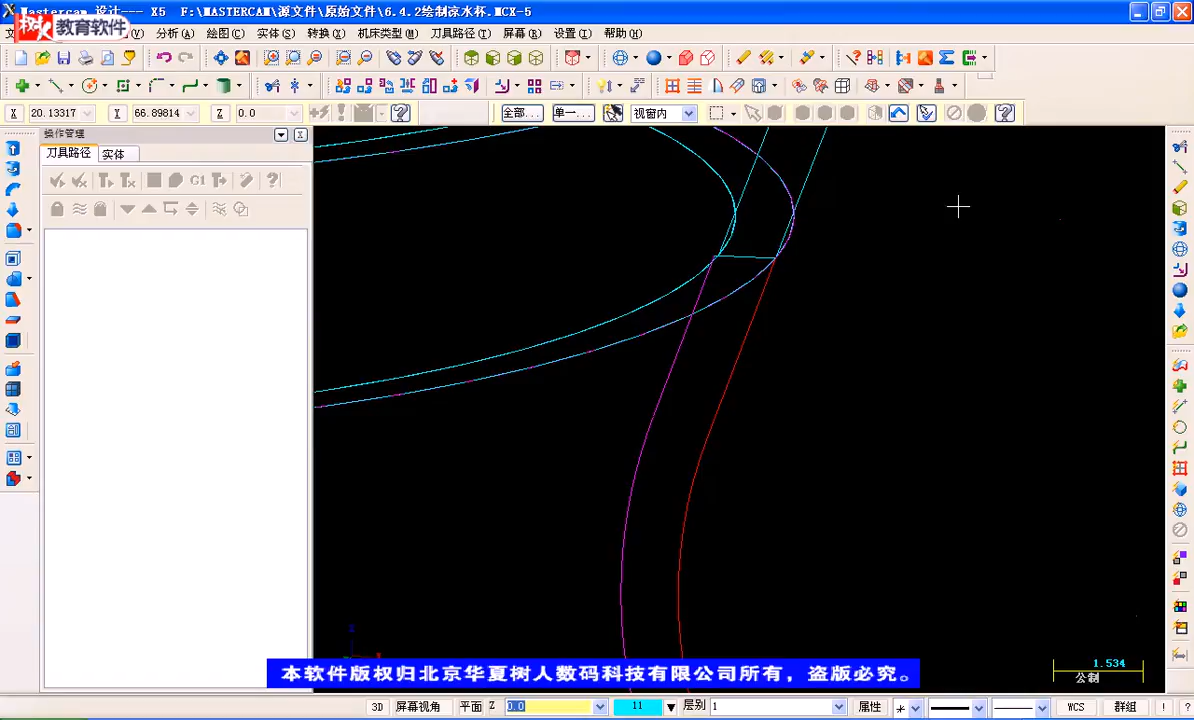 Mastercam 设计--- X5 F:\MASTERCAM\源文件\原始文件\6.4.2绘制凉水杯.MCX-5
树人 教育软件
(V) 分析(A) 绘图(C) 实体(S) 转换(X) 机床类型(M) 刀具路径(T) 屏幕(R) 设置(I) 帮助(H)
X 20.13317 Y 66.89814 Z 0.0 全部... 单一... 视窗内
操作管理
刀具路径 实体
G1
1.534
公制
本软件版权归北京华夏树人数码科技有限公司所有，盗版必究。
3D 屏幕视角 平面 Z 0.0 11 层别 1 属性 WCS 群组 ! ?